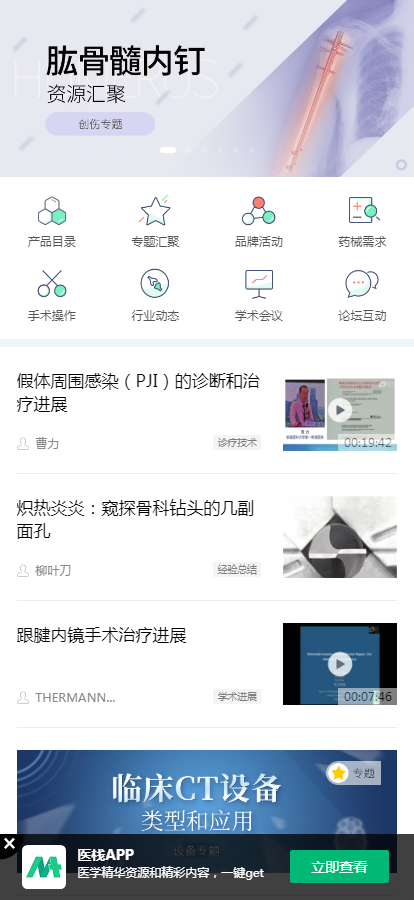 HUMERUS
肱骨髓内钉
资源汇聚
创伤专题
产品目录
专题汇聚
品牌活动
药械需求
手术操作
行业动态
学术会议
论坛互动
假体周围感染（PJI）的诊断和治
疗进展
曹力
诊疗技术
00:19:42
炽热炎炎：窥探骨科钻头的几副
面孔
柳叶刀
经验总结
跟腱内镜手术治疗进展
THERMANN...
学术进展
00:07:46
专题
临床CT设备
类型和应用
设备专题
医栈APP
医学精华资源和精彩内容，一键get
立即查看